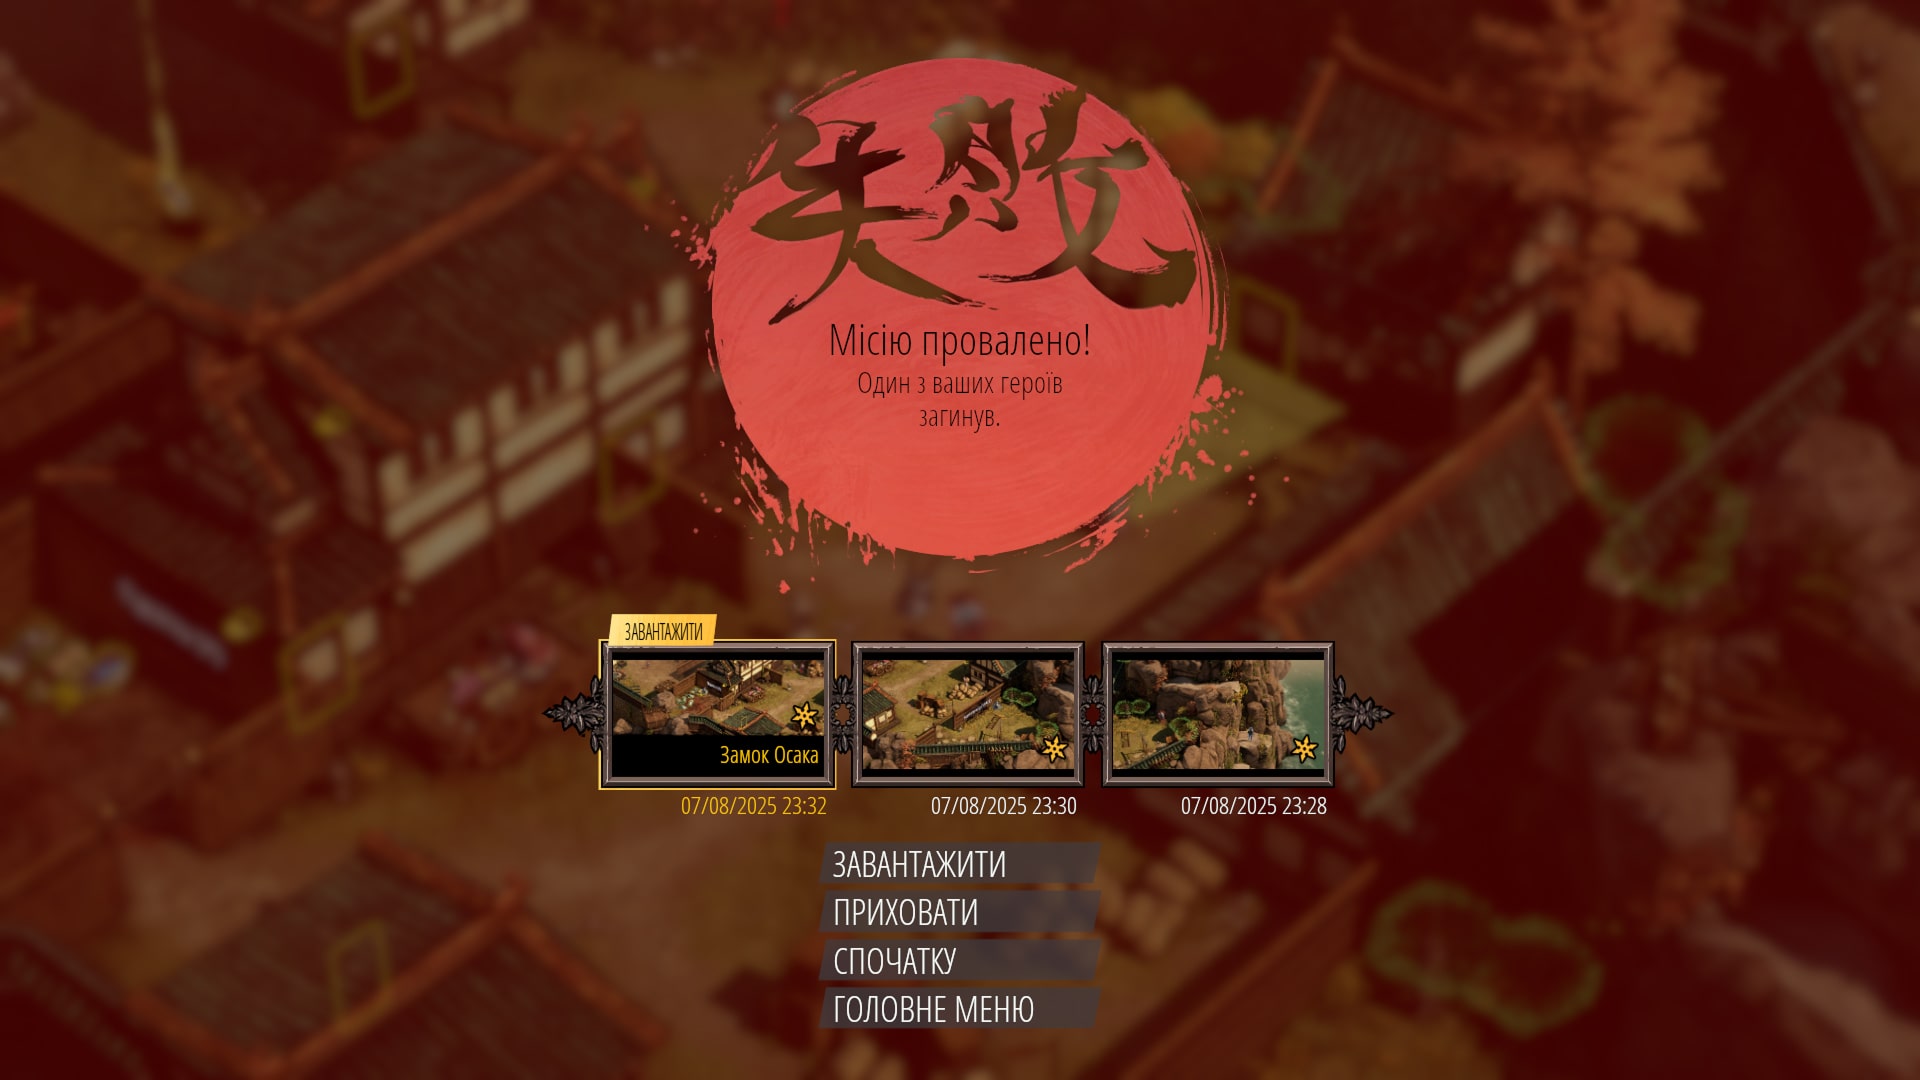 失敗
Місію провалено!
Один з ваших героїв
загинув.
ЗАВАНТАЖИТИ
Замок Осака
07/08/2025 23:32
07/08/2025 23:30
07/08/2025 23:28
ЗАВАНТАЖИТИ
ПРИХОВАТИ
СПОЧАТКУ
ГОЛОВНЕ МЕНЮ